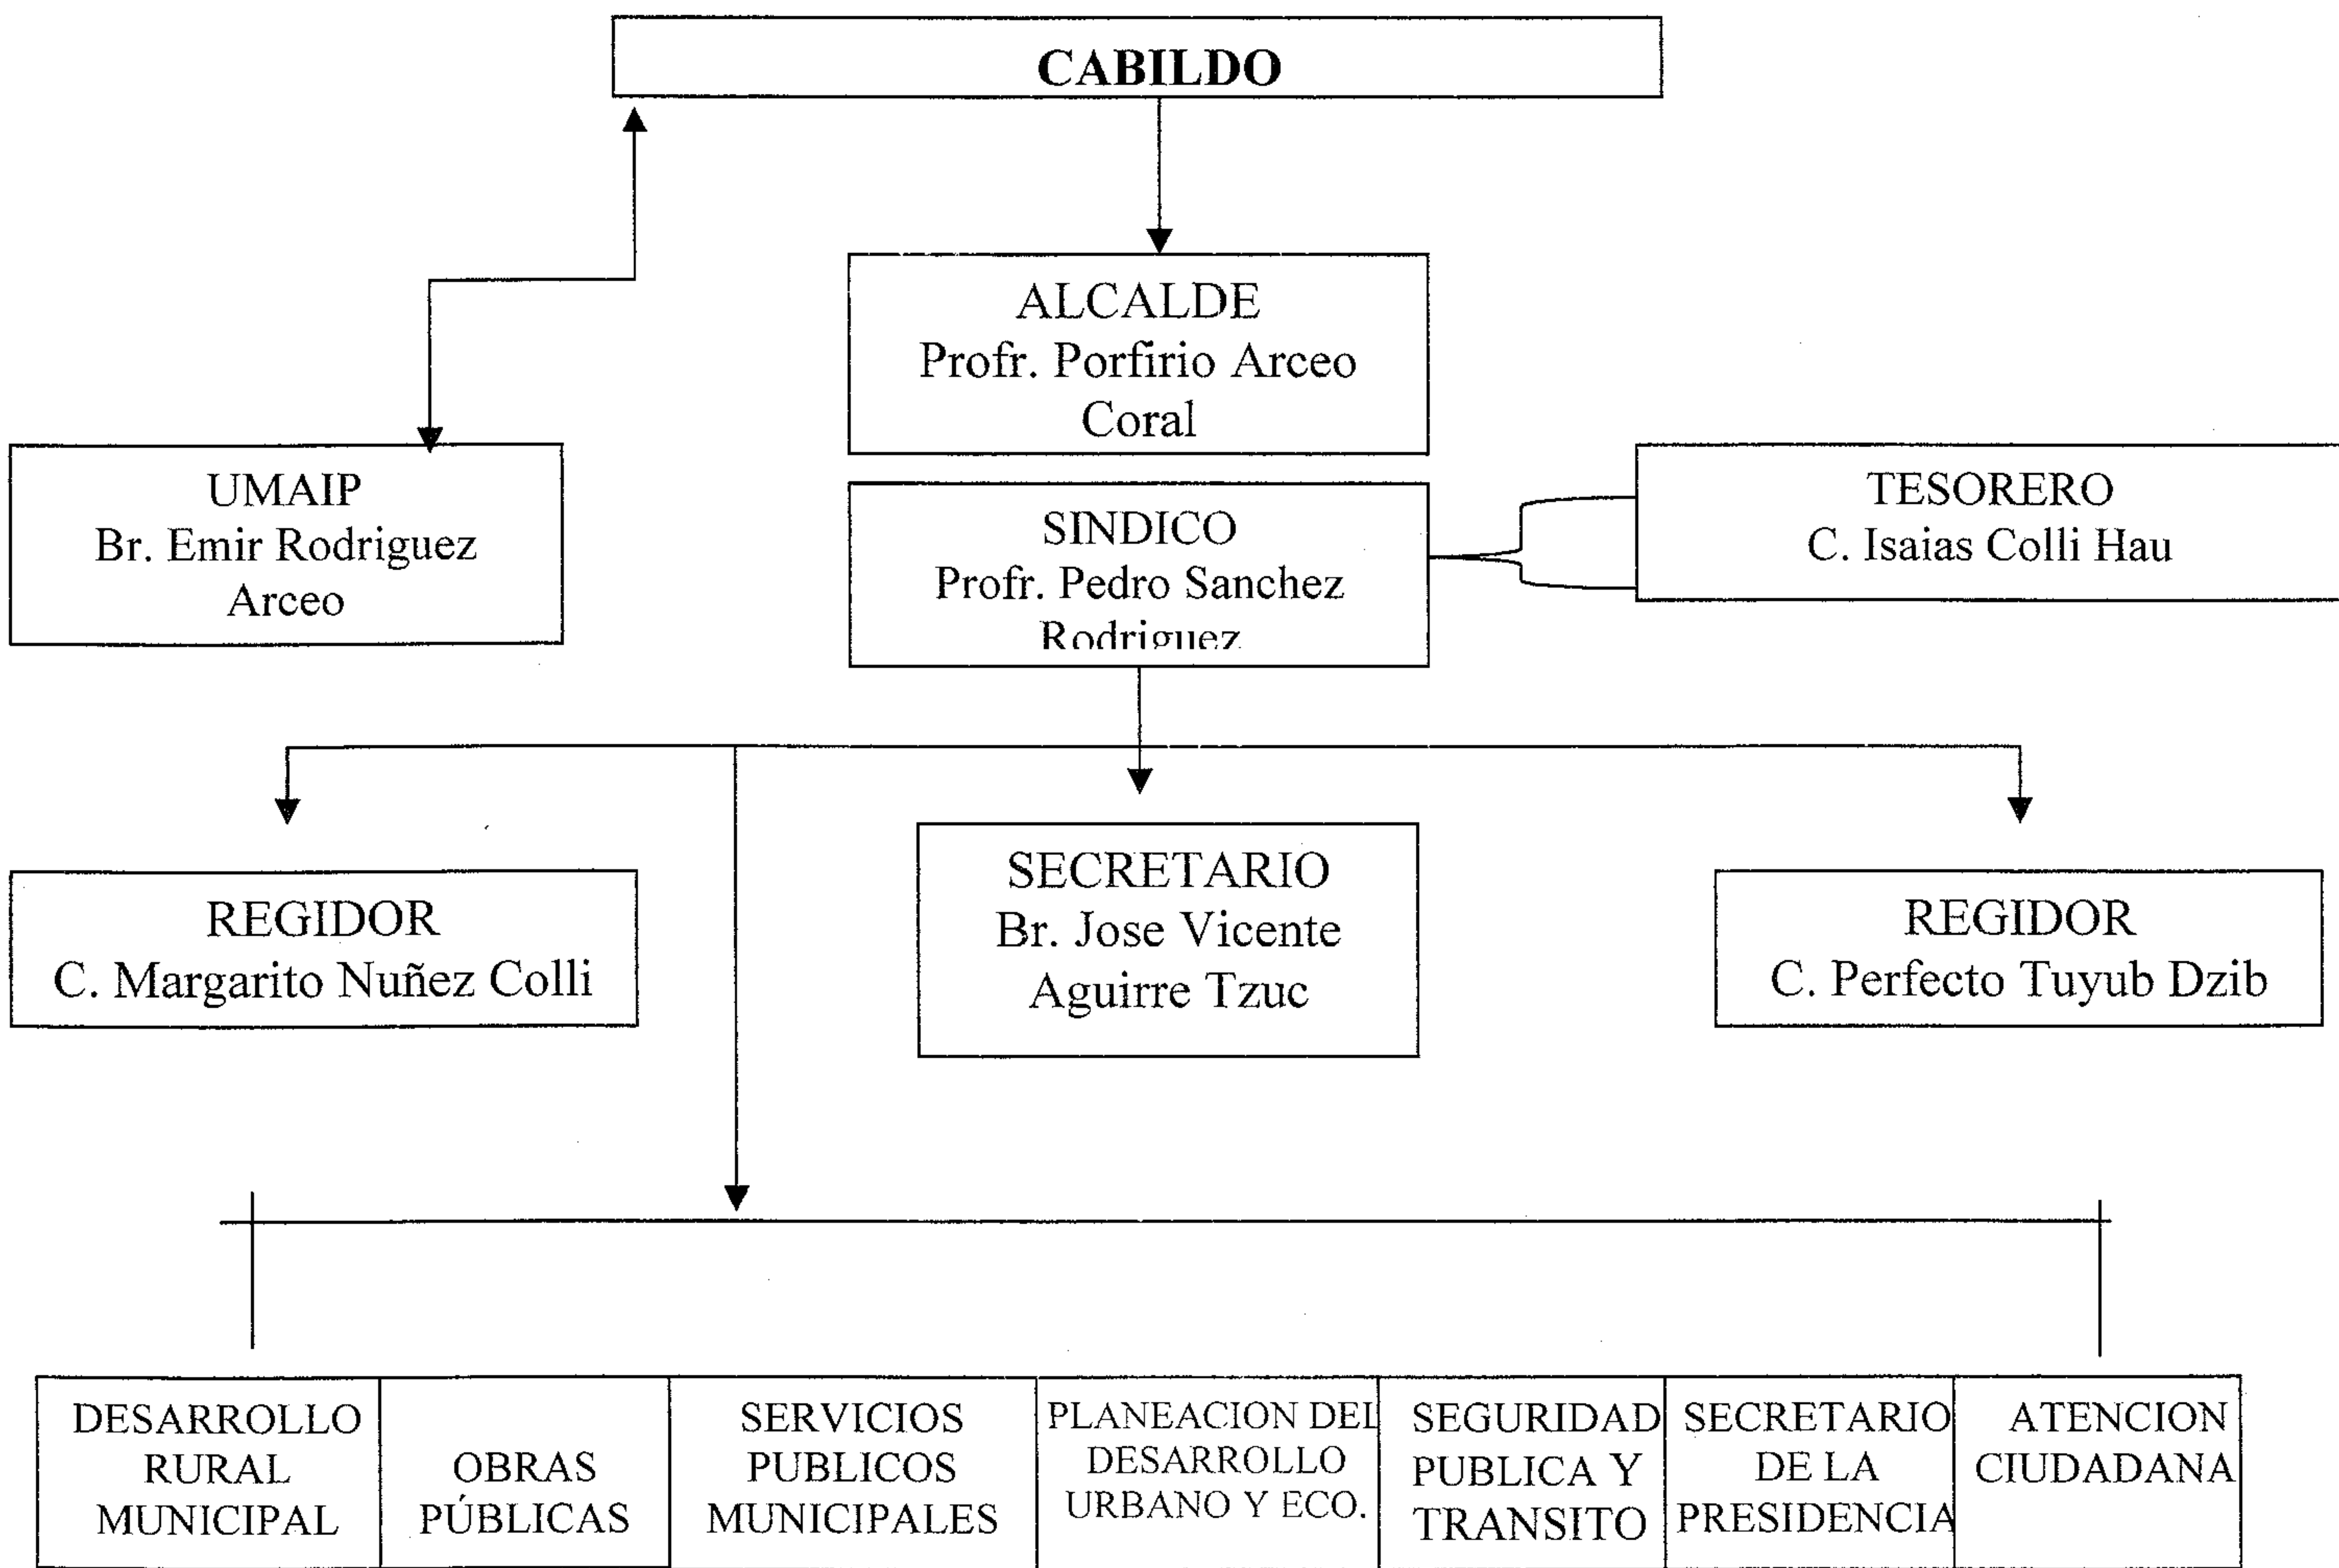 CABILDO
ALCALDE
Profr. Porfirio Arceo
Coral
UMAIP
Br. Emir Rodriguez
Arceo
SINDICO
Profr. Pedro Sanchez
Rodriguez
TESORERO
C. Isaias Colli Hau
REGIDOR
C. Margarito Nuñez Colli
SECRETARIO
Br. Jose Vicente
Aguirre Tzuc
REGIDOR
C. Perfecto Tuyub Dzib
DESARROLLO
RURAL
MUNICIPAL
OBRAS
PÚBLICAS
SERVICIOS
PUBLICOS
MUNICIPALES
PLANEACION DEL
DESARROLLO
URBANO Y ECO.
SEGURIDAD
PUBLICA Y
TRANSITO
SECRETARIO
DE LA
PRESIDENCIA
ATENCION
CIUDADANA